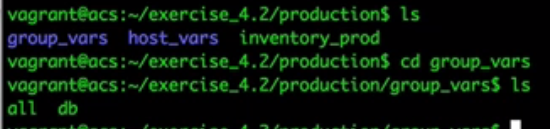 vagrant@acs:~/exercise_4.2/production$ ls
group_vars  host_vars  inventory_prod
vagrant@acs:~/exercise_4.2/production$ cd group_vars
vagrant@acs:~/exercise_4.2/production/group_vars$ ls
all  db
vagrant@acs:~/exercise_4.2/production/group_vars$